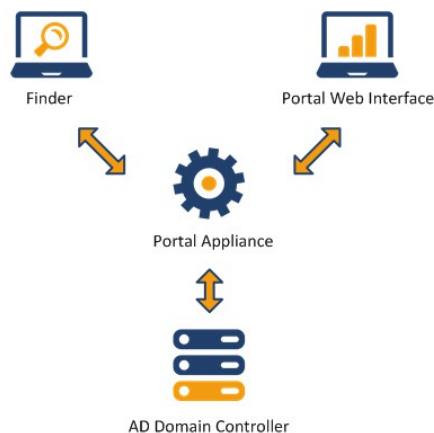 Finder
Portal Web Interface
Portal Appliance
AD Domain Controller